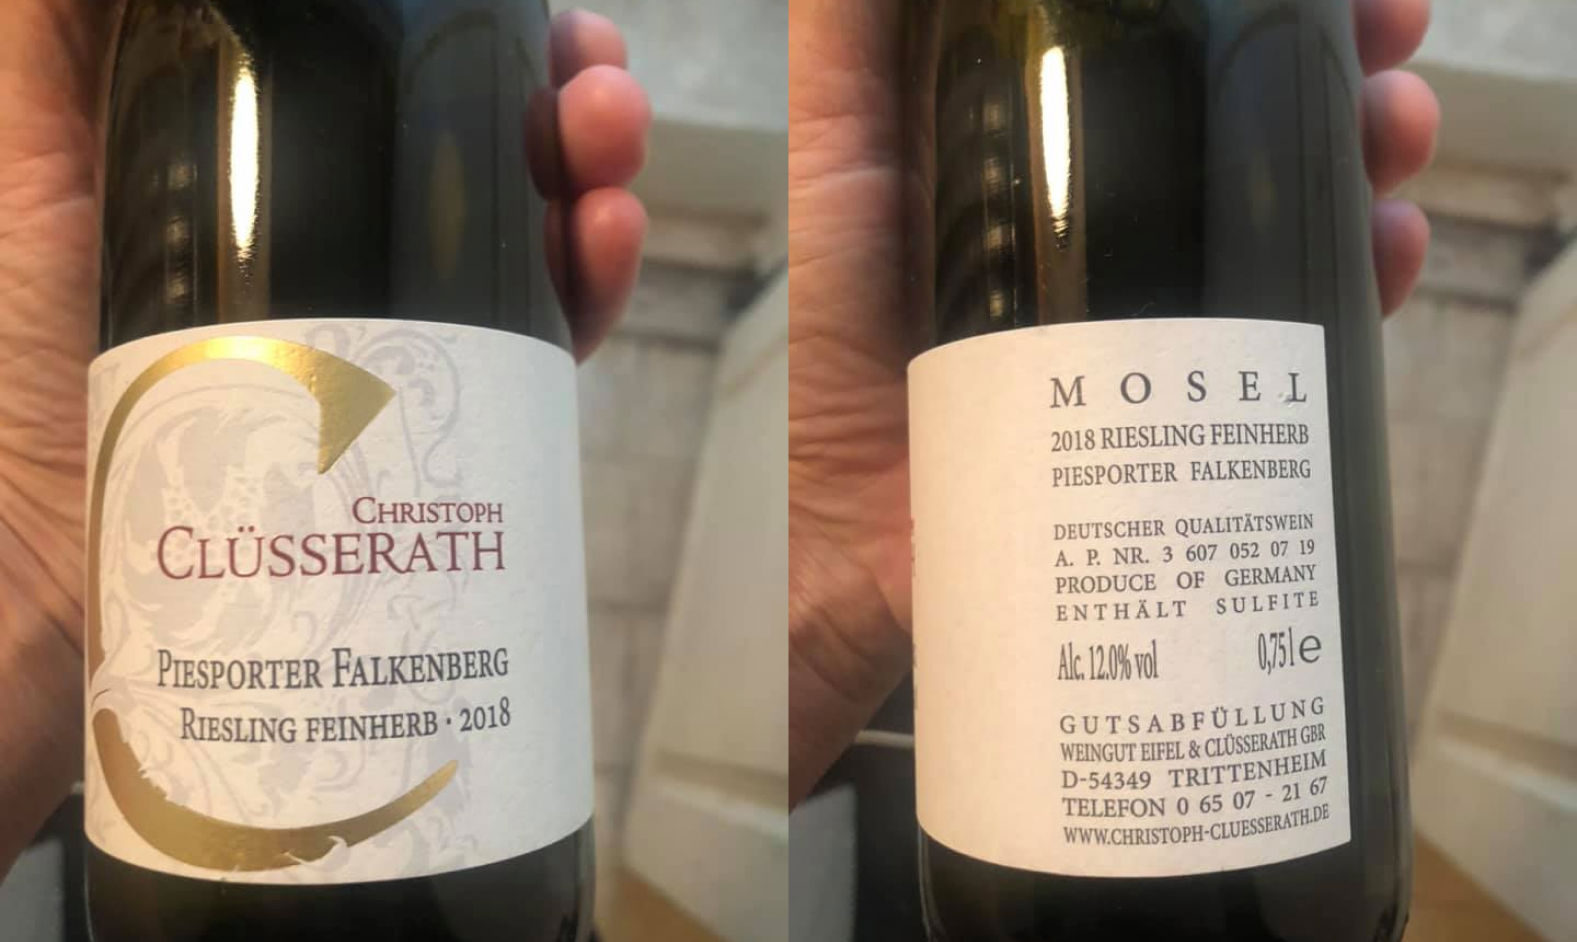 CHRISTOPH
CLÜSSERATH
PIESPORTER FALKENBERG
RIESLING FEINHERB · 2018
MOSEL
2018 RIESLING FEINHERB
PIESPORTER FALKENBERG
DEUTSCHER QUALITÄTSWEIN
A. P. NR. 3 607 052 07 19
PRODUCE OF GERMANY
ENTHÄLT SULFITE
Alc. 12.0% vol 0,75 l e
GUTSABFÜLLUNG
WEINGUT EIFEL & CLÜSSERATH GBR
D-54349 TRITTENHEIM
TELEFON 0 65 07 - 21 67
WWW.CHRISTOPH-CLUESSERATH.DE